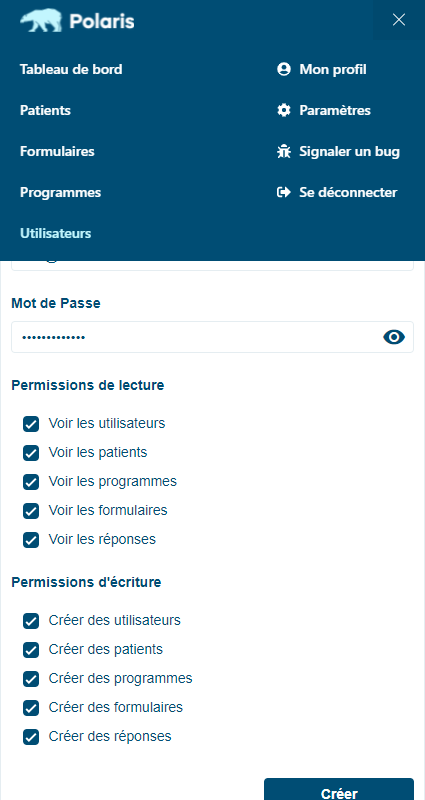 Polaris
Tableau de bord
Patients
Formulaires
Programmes
Utilisateurs
Mon profil
Paramètres
Signaler un bug
Se déconnecter
Mot de Passe
•••••••••••••
Permissions de lecture
Voir les utilisateurs
Voir les patients
Voir les programmes
Voir les formulaires
Voir les réponses
Permissions d'écriture
Créer des utilisateurs
Créer des patients
Créer des programmes
Créer des formulaires
Créer des réponses
Créer